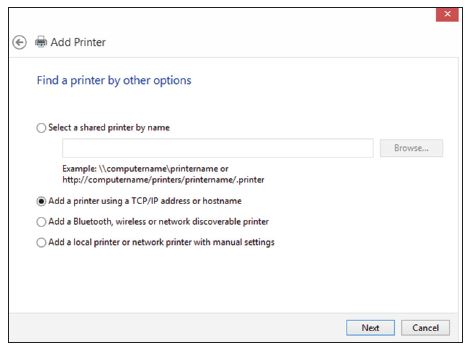 Add Printer
Find a printer by other options
Select a shared printer by name
Browse...
Example: \\computername\printername or
http://computername/printers/printername/.printer
Add a printer using a TCP/IP address or hostname
Add a Bluetooth, wireless or network discoverable printer
Add a local printer or network printer with manual settings
Next Cancel